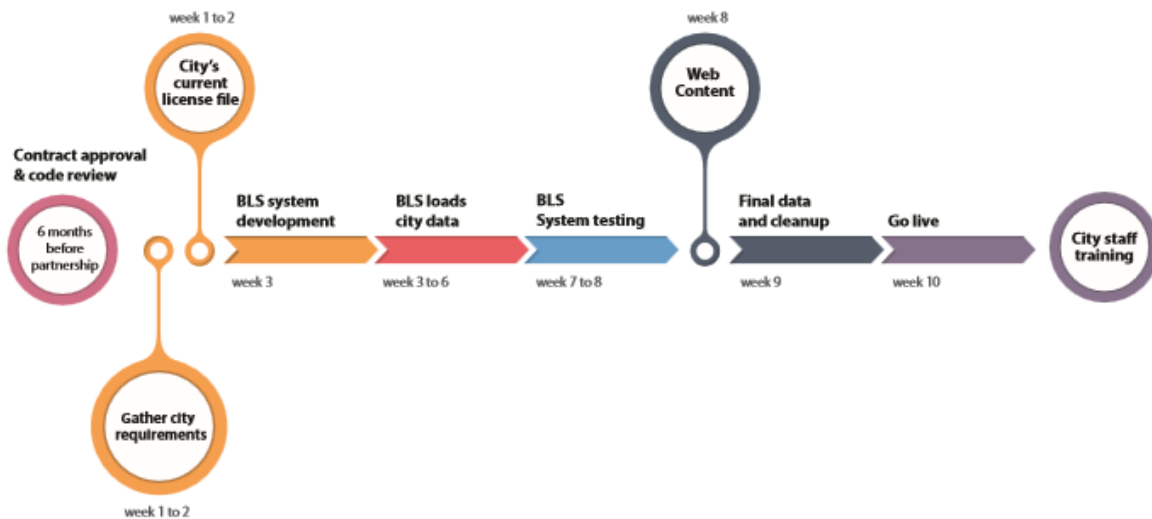 Contract approval
& code review
6 months
before
partnership
week 1 to 2
City's
current
license file
Gather city
requirements
week 1 to 2
BLS system
development
week 3
BLS loads
city data
week 3 to 6
BLS
System testing
week 7 to 8
week 8
Web
Content
Final data
and cleanup
week 9
Go live
week 10
City staff
training